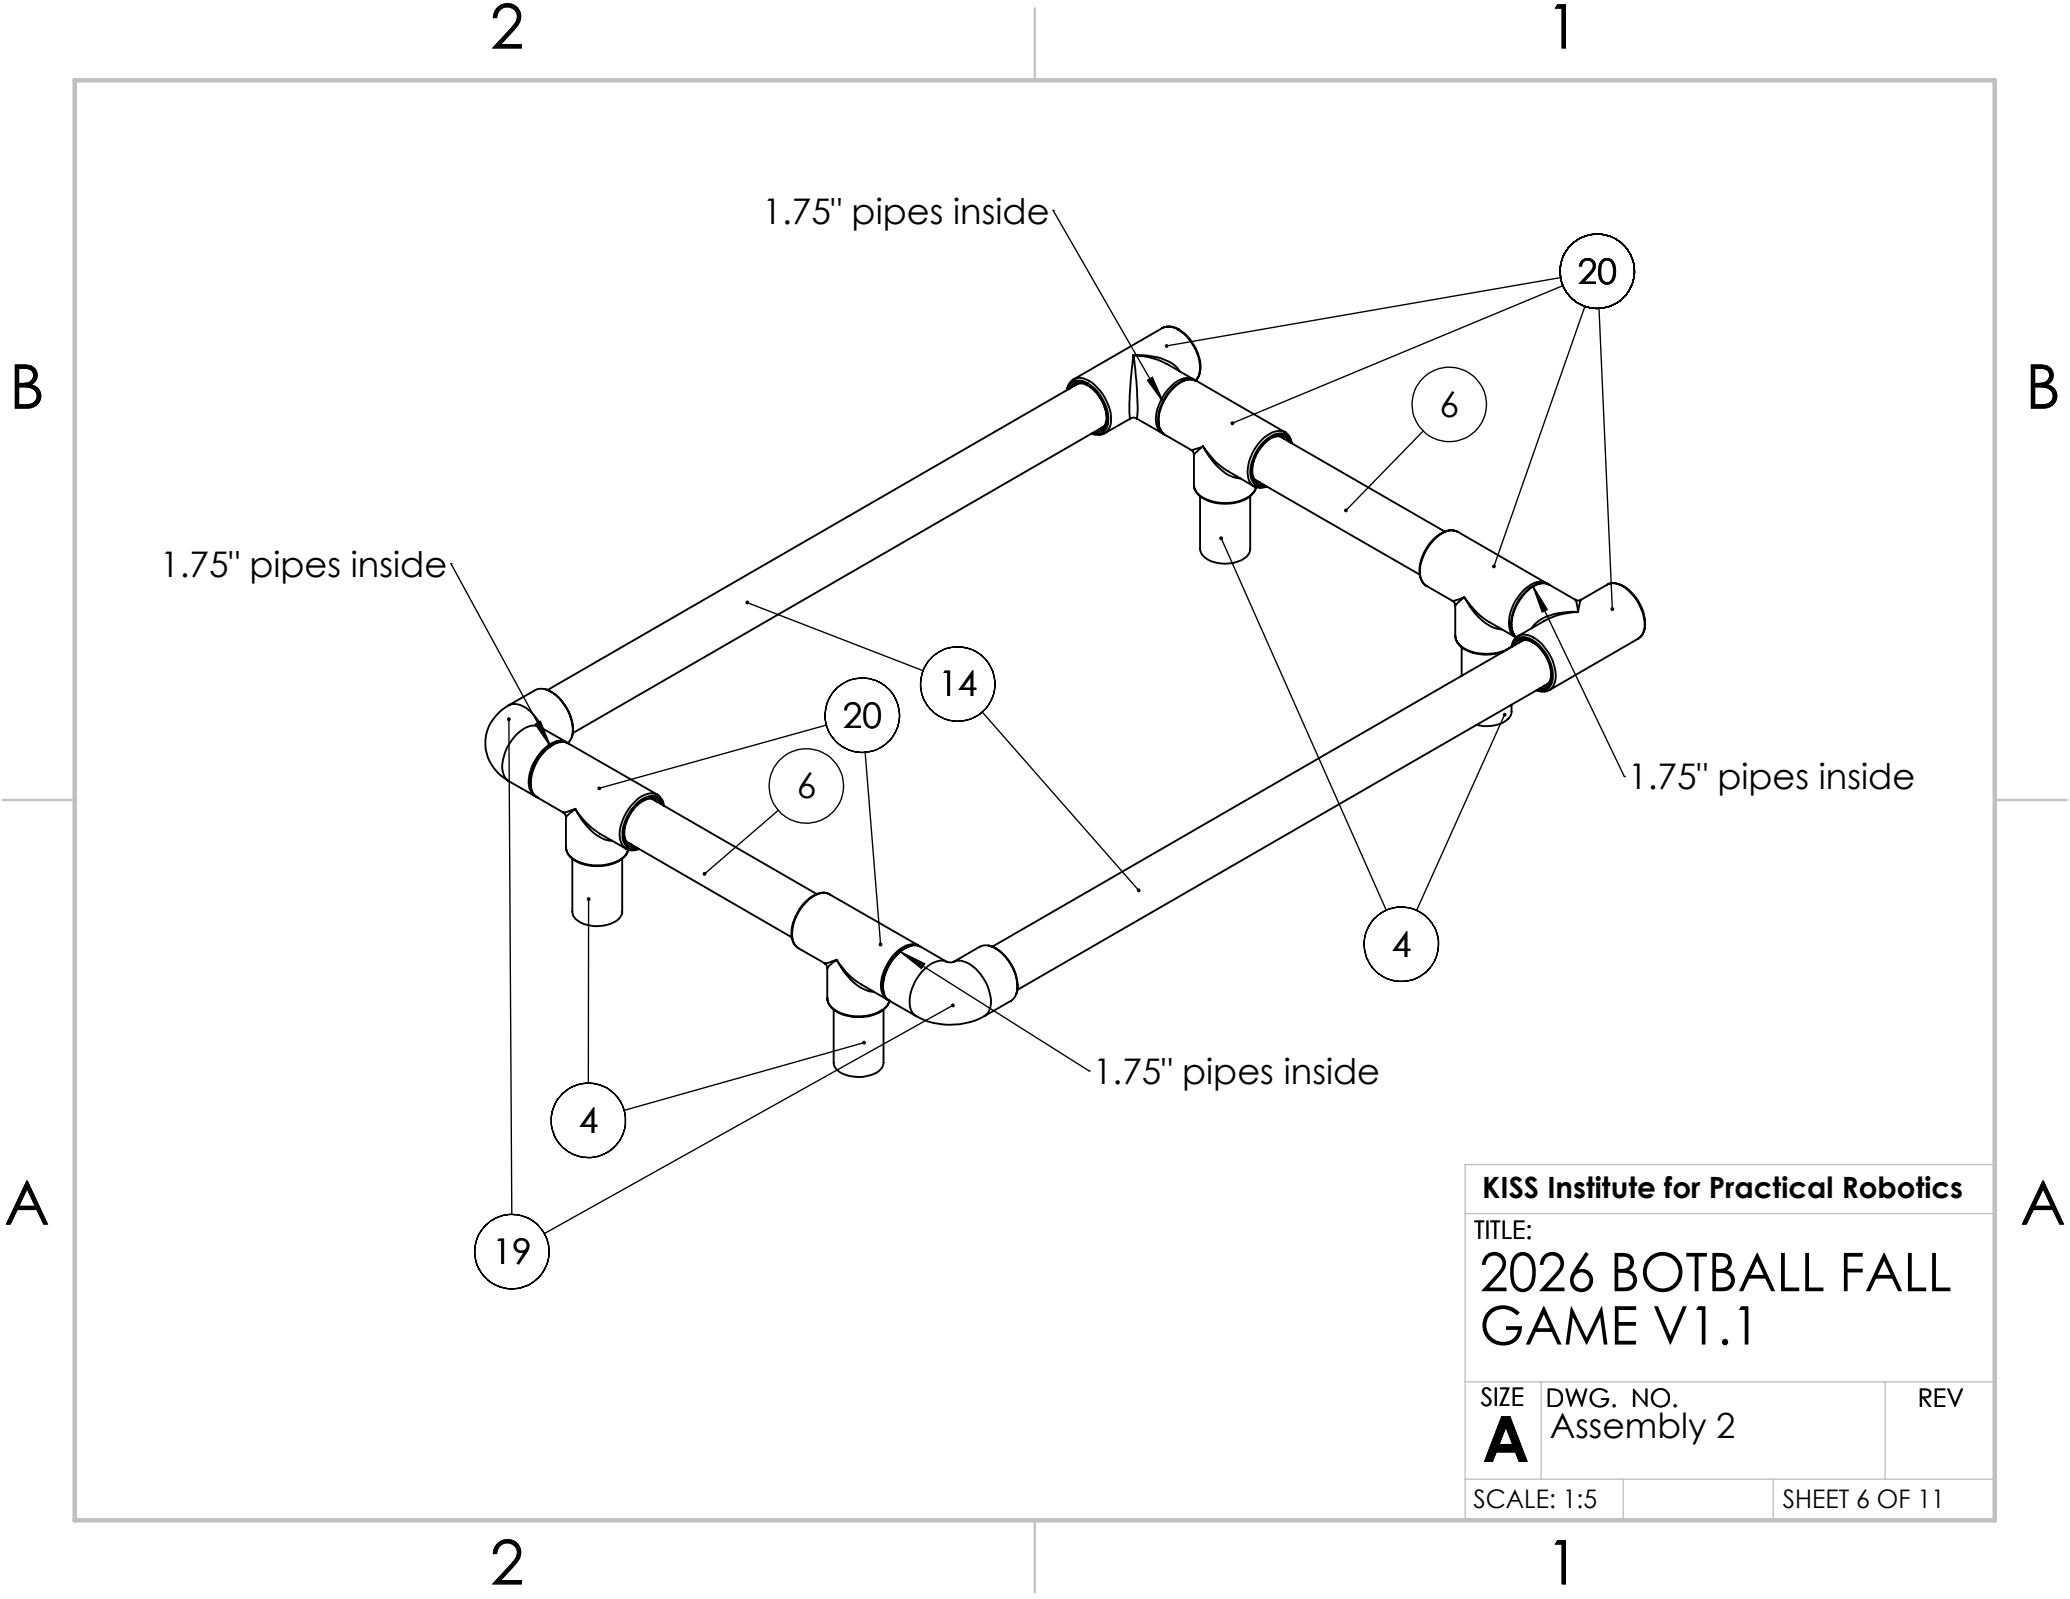 2
1
1.75" pipes inside
20
B
B
6
1.75" pipes inside
14
20
6
1.75" pipes inside
4
1.75" pipes inside
4
A
A
19
KISS Institute for Practical Robotics
TITLE:
2026 BOTBALL FALL
GAME V1.1
SIZE
DWG. NO.
REV
A
Assembly 2
SCALE: 1:5
SHEET 6 OF 11
2
1